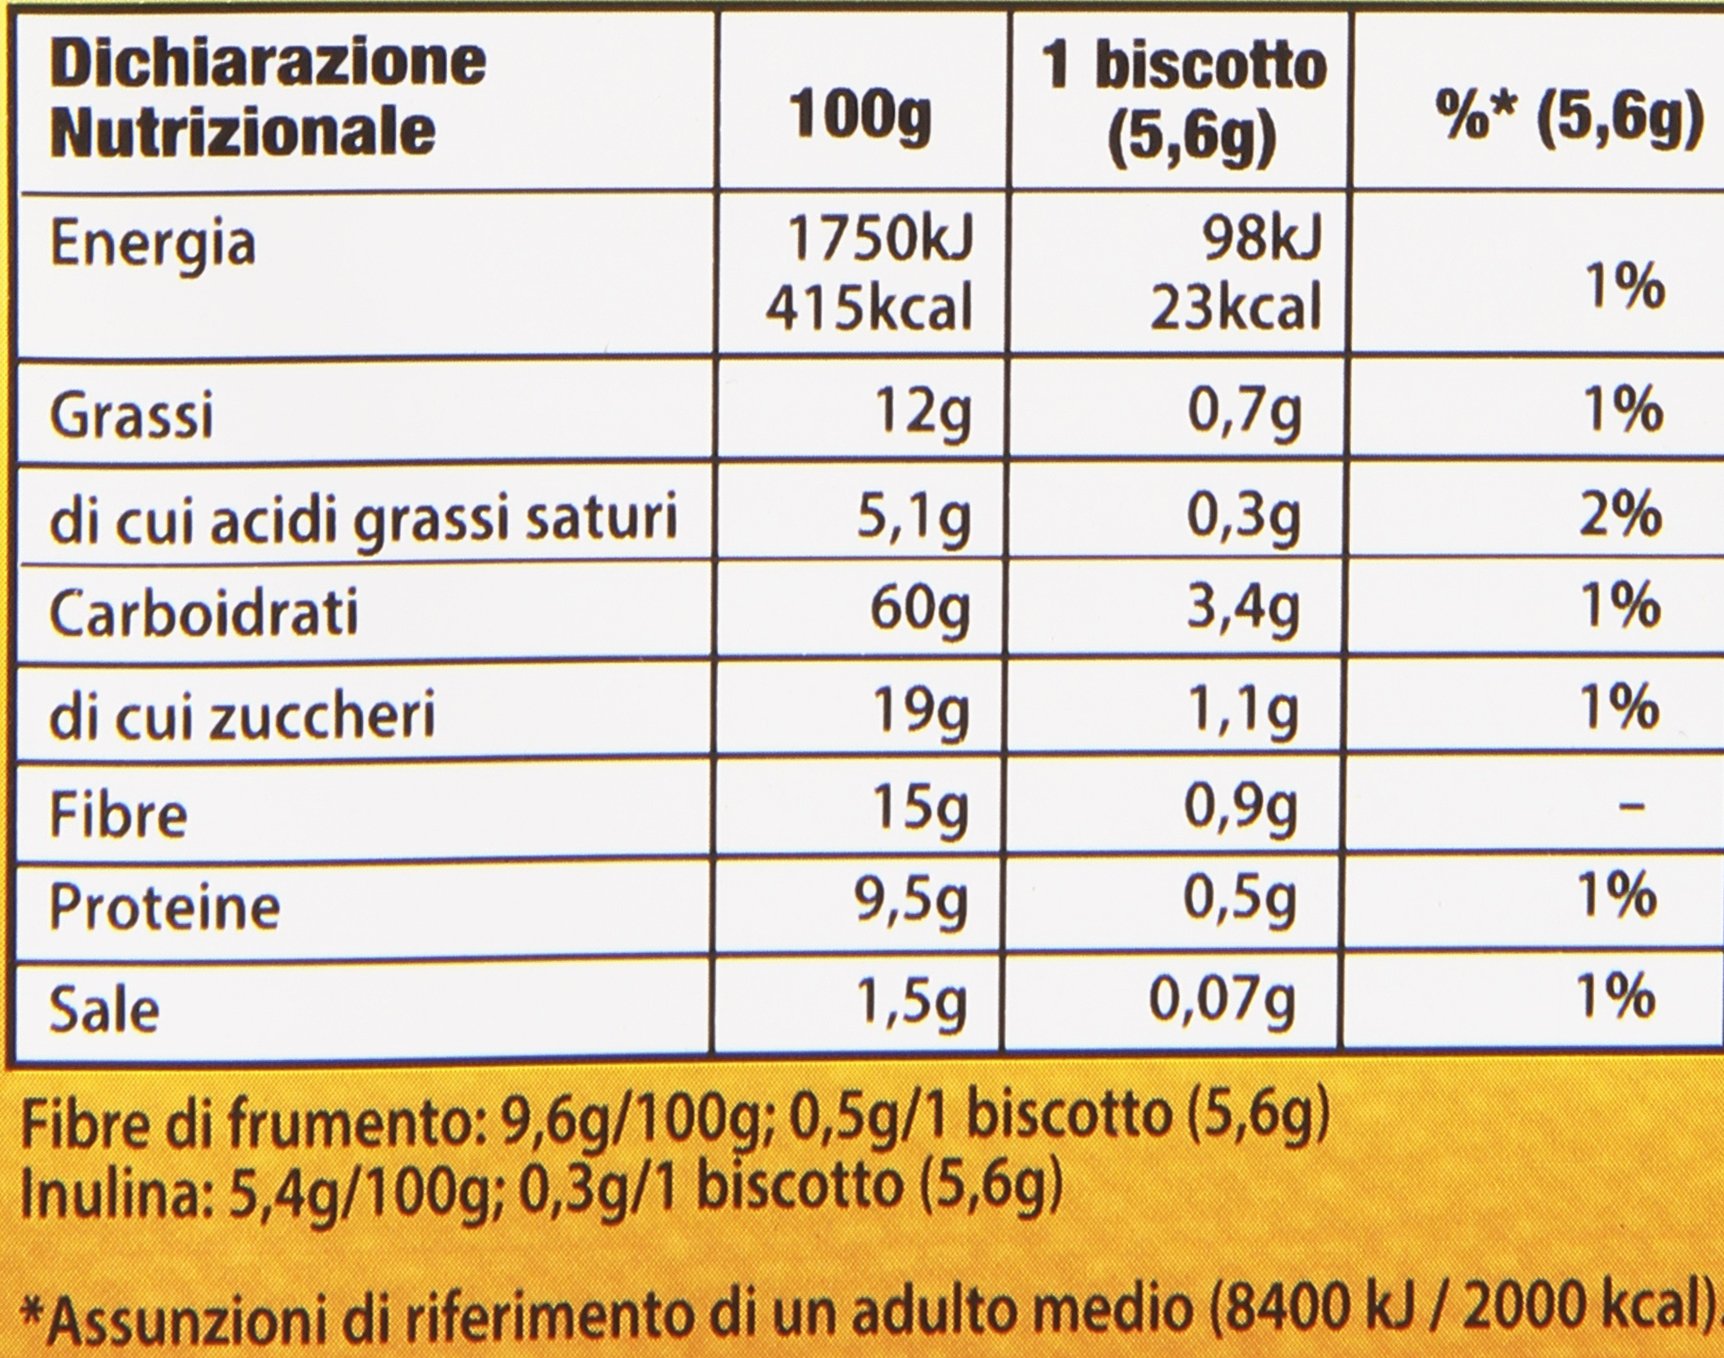 Dichiarazione Nutrizionale 100g 1 biscotto (5,6g) %* (5,6g)
Energia 1750kJ 415kcal 98kJ 23kcal 1%
Grassi 12g 0,7g 1%
di cui acidi grassi saturi 5,1g 0,3g 2%
Carboidrati 60g 3,4g 1%
di cui zuccheri 19g 1,1g 1%
Fibre 15g 0,9g –
Proteine 9,5g 0,5g 1%
Sale 1,5g 0,07g 1%
Fibre di frumento: 9,6g/100g; 0,5g/1 biscotto (5,6g)
Inulina: 5,4g/100g; 0,3g/1 biscotto (5,6g)
*Assunzioni di riferimento di un adulto medio (8400 kJ / 2000 kcal).